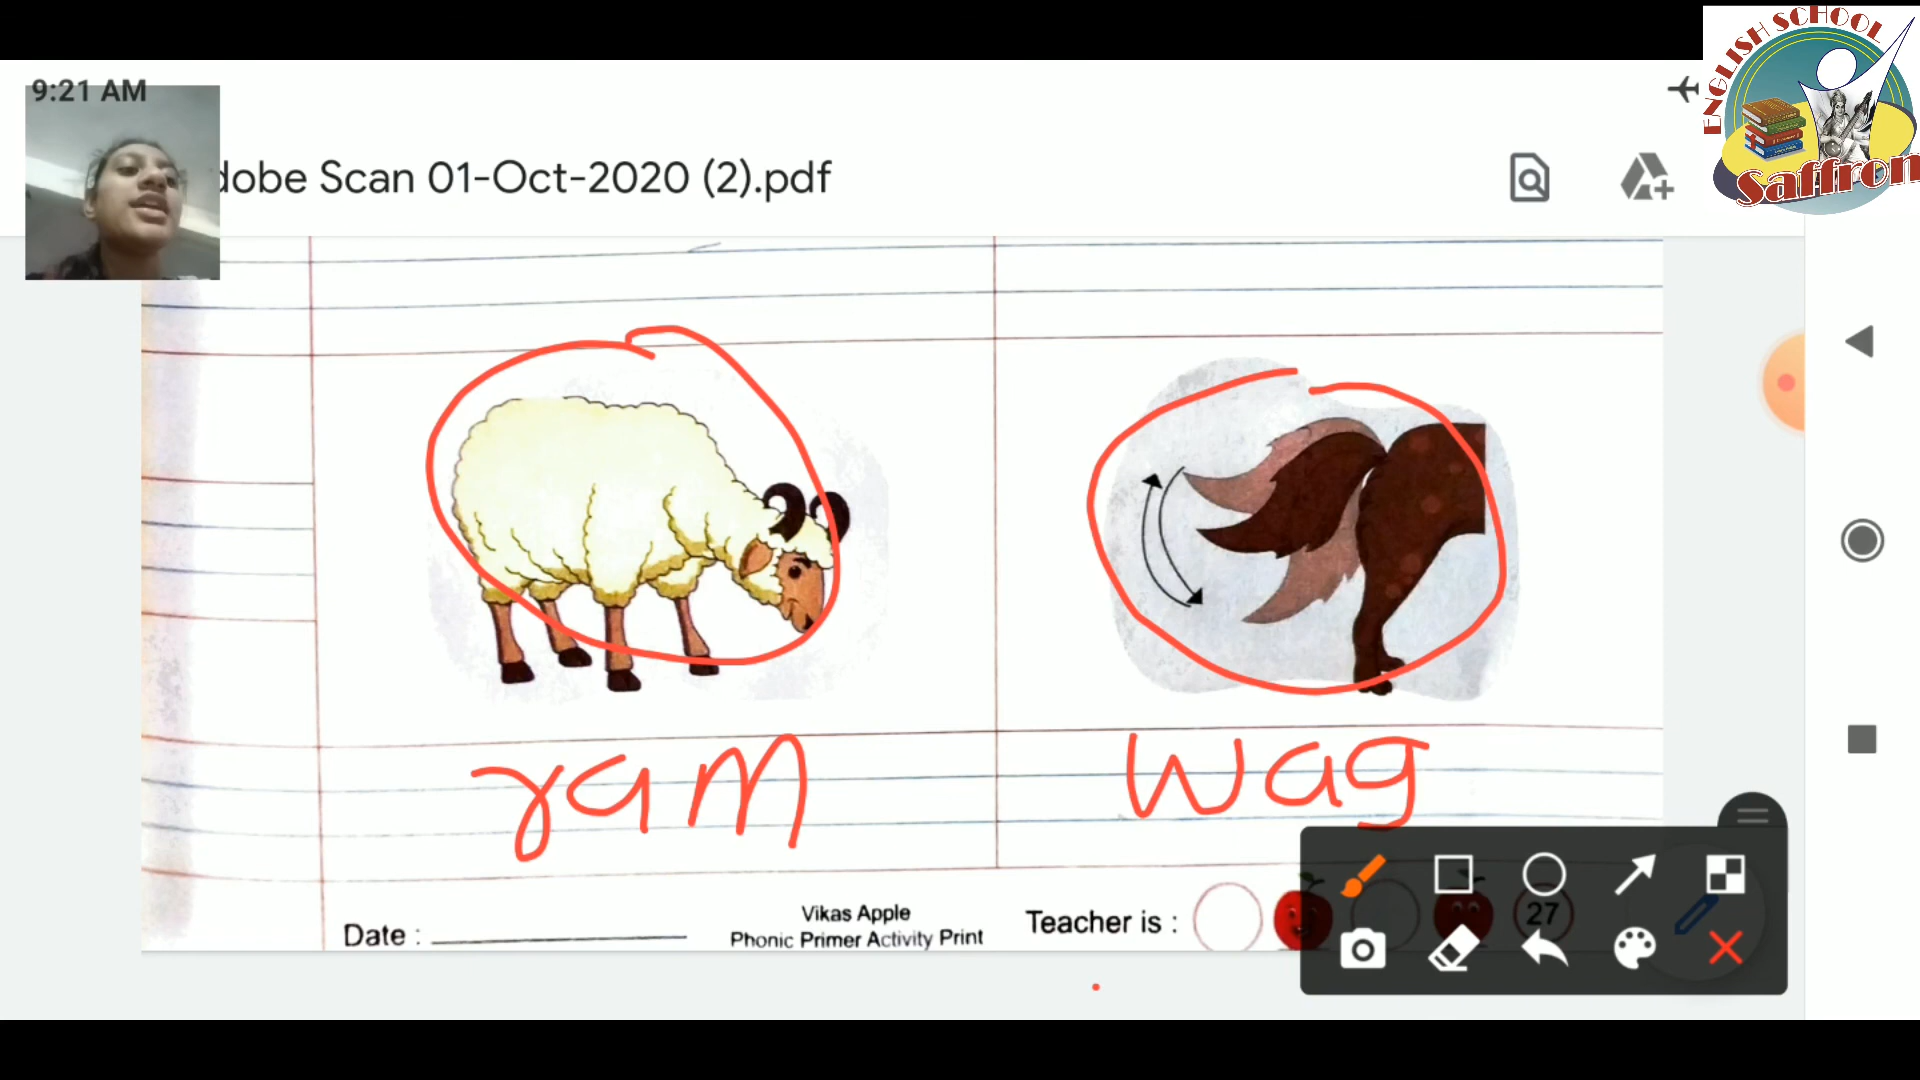 ENGLISH SCHOOL
Saffron
9:21 AM
dobe Scan 01-Oct-2020 (2).pdf
ram wag
Date :
Vikas Apple
Phonic Primer Activity Print
Teacher is :
27